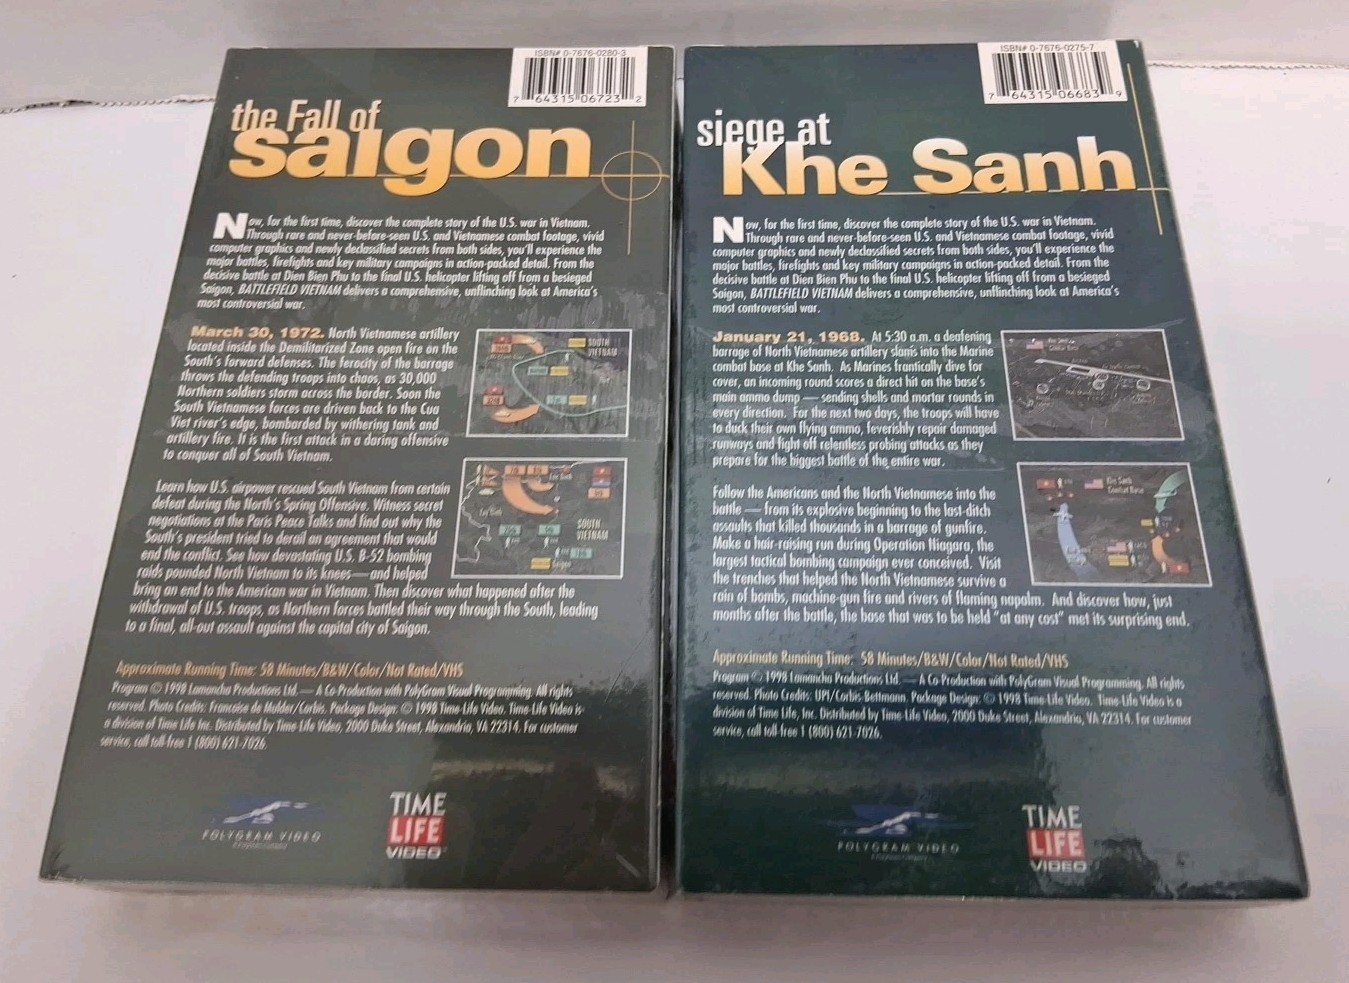 ISBN# 0-7676-0280-3
7 64315 06723 2
the Fall of
saigon
Now, for the first time, discover the complete story of the U.S. war in Vietnam.
Through rare and never-before-seen U.S. and Vietnamese combat footage, vivid
computer graphics and newly declassified secrets from both sides, you'll experience the
major battles, firefights and key military campaigns in action-packed detail. From the
decisive battle at Dien Bien Phu to the final U.S. helicopter lifting off from a besieged
Saigon, BATTLEFIELD VIETNAM delivers a comprehensive, unflinching look at America's
most controversial war.
March 30, 1972. North Vietnamese artillery
located inside the Demilitarized Zone open fire on the
South's forward defenses. The ferocity of the barrage
throws the defending troops into chaos, as 30,000
Northern soldiers storm across the border. Soon the
South Vietnamese forces are driven back to the Cua
Viet river's edge, bombarded by withering tank and
artillery fire. It is the first attack in a daring offensive
to conquer all of South Vietnam.
SOUTH
VIETNAM
Learn how U.S. airpower rescued South Vietnam from certain
defeat during the North's Spring Offensive. Witness secret
negotiations at the Paris Peace Talks and find out why the
South's president tried to derail an agreement that would
end the conflict. See how devastating U.S. B-52 bombing
raids pounded North Vietnam to its knees—and helped
bring an end to the American war in Vietnam. Then discover what happened after the
withdrawal of U.S. troops, as Northern forces battled their way through the South, leading
to a final, all-out assault against the capital city of Saigon.
SOUTH
VIETNAM
Saigon
Approximate Running Time: 58 Minutes/B&W/Color/Not Rated/VHS
Program © 1998 Lamancha Productions Ltd. — A Co-Production with PolyGram Visual Programming. All rights
reserved. Photo Credits: Francoise de Mulder/Corbis. Package Design: © 1998 Time-Life Video. Time-Life Video is
a division of Time Life Inc. Distributed by Time-Life Video, 2000 Duke Street, Alexandria, VA 22314. For customer
service, call toll-free 1 (800) 621-7026.
POLYGRAM VIDEO
TIME
LIFE
VIDEO
ISBN# 0-7676-0275-7
7 64315 06683 9
siege at
Khe Sanh
Now, for the first time, discover the complete story of the U.S. war in Vietnam.
Through rare and never-before-seen U.S. and Vietnamese combat footage, vivid
computer graphics and newly declassified secrets from both sides, you'll experience the
major battles, firefights and key military campaigns in action-packed detail. From the
decisive battle at Dien Bien Phu to the final U.S. helicopter lifting off from a besieged
Saigon, BATTLEFIELD VIETNAM delivers a comprehensive, unflinching look at America's
most controversial war.
January 21, 1968. At 5:30 a.m. a deafening
barrage of North Vietnamese artillery slams into the Marine
combat base at Khe Sanh. As Marines frantically dive for
cover, an incoming round scores a direct hit on the base's
main ammo dump — sending shells and mortar rounds in
every direction. For the next two days, the troops will have
to duck their own flying ammo, feverishly repair damaged
runways and fight off relentless probing attacks as they
prepare for the biggest battle of the entire war.
Follow the Americans and the North Vietnamese into the
battle — from its explosive beginning to the last-ditch
assaults that killed thousands in a barrage of gunfire.
Make a hair-raising run during Operation Niagara, the
largest tactical bombing campaign ever conceived. Visit
the trenches that helped the North Vietnamese survive a
rain of bombs, machine-gun fire and rivers of flaming napalm. And discover how, just
months after the battle, the base that was to be held "at any cost" met its surprising end.
Khe Sanh
Combat Base
Approximate Running Time: 58 Minutes/B&W/Color/Not Rated/VHS
Program © 1998 Lamancha Productions Ltd. — A Co-Production with PolyGram Visual Programming. All rights
reserved. Photo Credits: UPI/Corbis-Bettmann. Package Design: © 1998 Time-Life Video. Time-Life Video is a
division of Time Life, Inc. Distributed by Time-Life Video, 2000 Duke Street, Alexandria, VA 22314. For customer
service, call toll-free 1 (800) 621-7026.
POLYGRAM VIDEO
TIME
LIFE
VIDEO